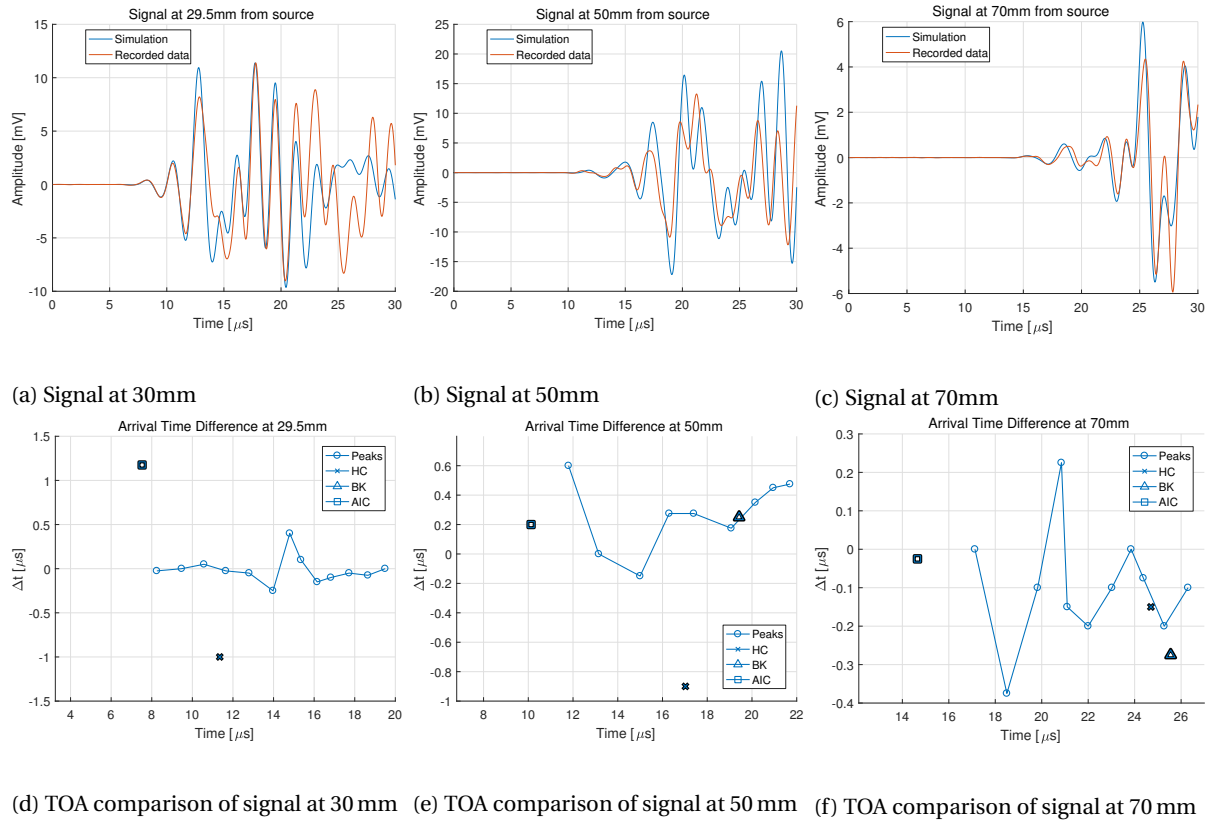 Signal at 29.5mm from source
15
10
5
0
-5
-10
Amplitude [mV]
Simulation
Recorded data
0 5 10 15 20 25 30
Time [ μs]
(a) Signal at 30mm
Signal at 50mm from source
25
20
15
10
5
0
-5
-10
-15
-20
Amplitude [mV]
Simulation
Recorded data
0 5 10 15 20 25 30
Time [ μs]
(b) Signal at 50mm
Signal at 70mm from source
6
4
2
0
-2
-4
-6
Amplitude [mV]
Simulation
Recorded data
0 5 10 15 20 25 30
Time [ μs]
(c) Signal at 70mm
Arrival Time Difference at 29.5mm
1.5
1
0.5
0
-0.5
-1
-1.5
Δt [μs]
Peaks
HC
BK
AIC
4 6 8 10 12 14 16 18 20
Time [ μs]
(d) TOA comparison of signal at 30 mm
Arrival Time Difference at 50mm
0.6
0.4
0.2
0
-0.2
-0.4
-0.6
-0.8
-1
Δt [μs]
Peaks
HC
BK
AIC
8 10 12 14 16 18 20 22
Time [ μs]
(e) TOA comparison of signal at 50 mm
Arrival Time Difference at 70mm
0.3
0.2
0.1
0
-0.1
-0.2
-0.3
-0.4
Δt [μs]
Peaks
HC
BK
AIC
14 16 18 20 22 24 26
Time [ μs]
(f) TOA comparison of signal at 70 mm